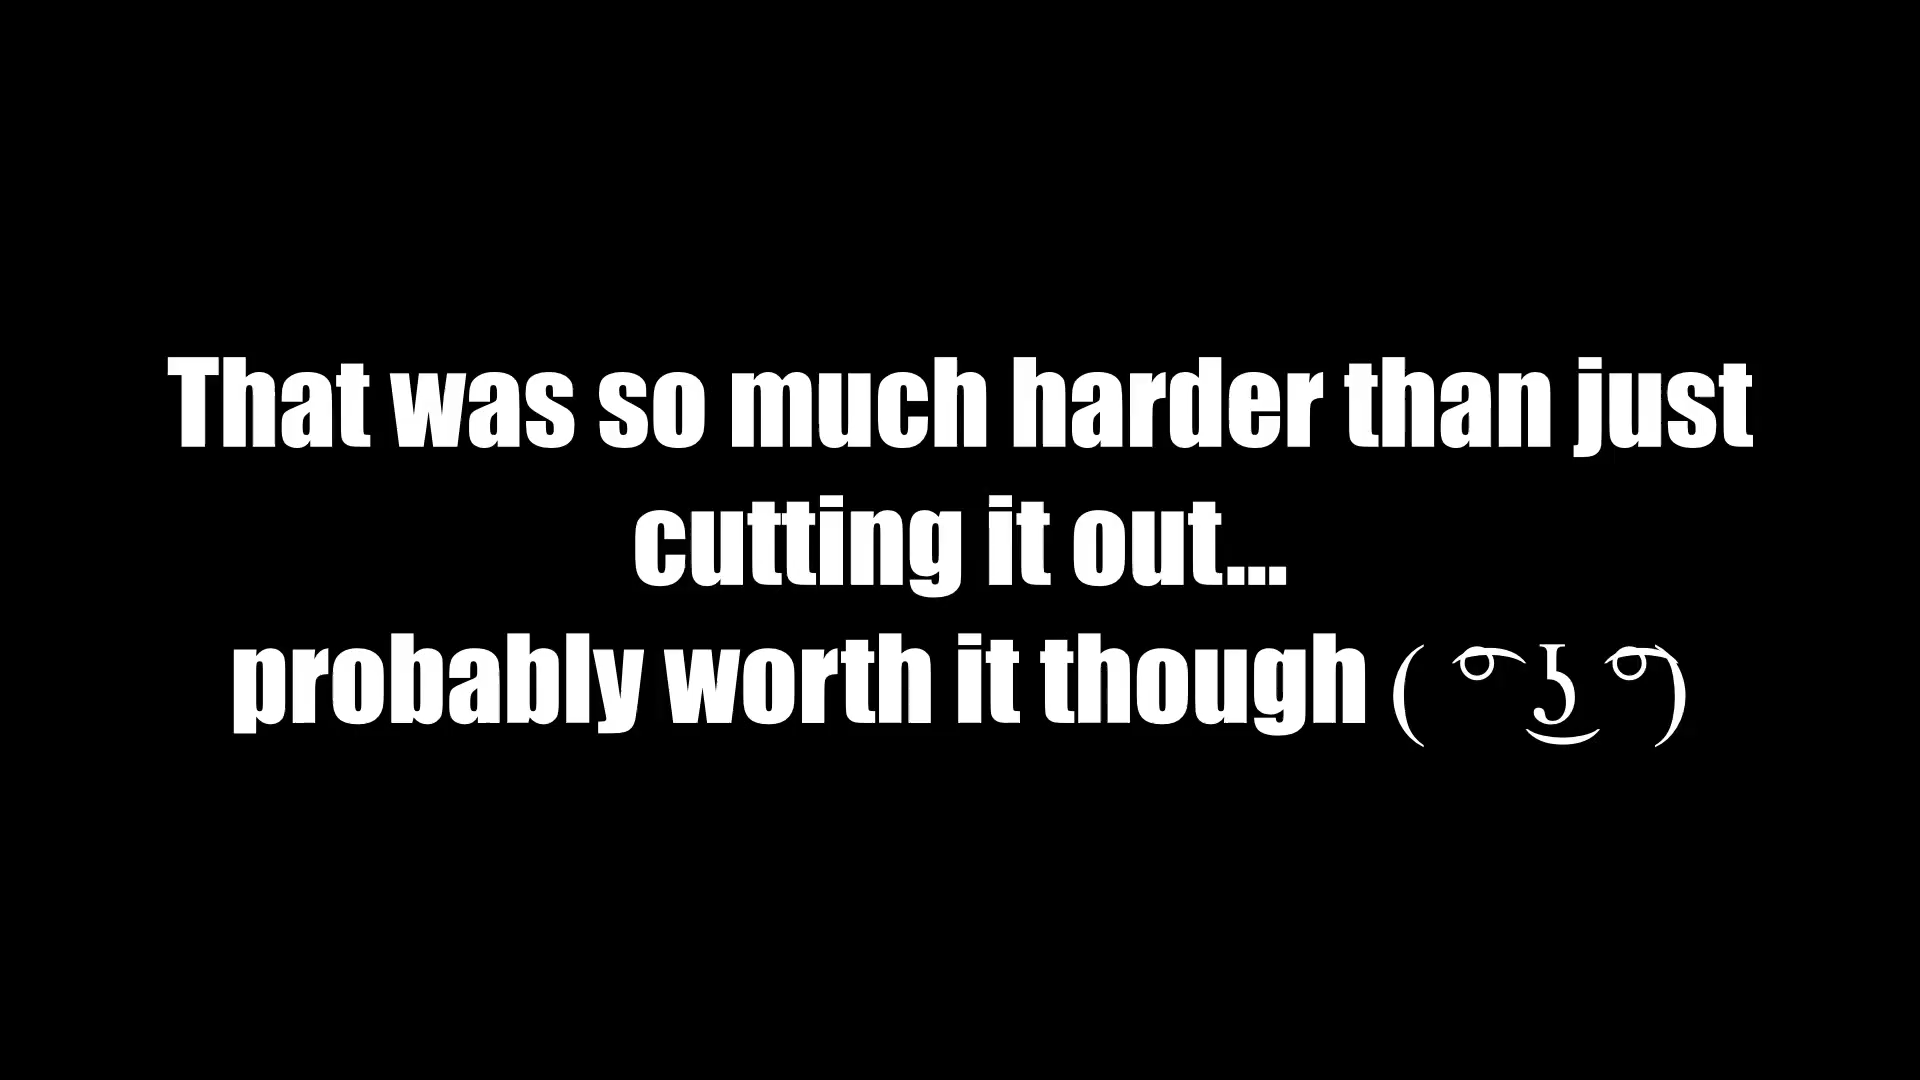 That was so much harder than just
cutting it out...
probably worth it though ( ͡° ͜ʖ ͡°)